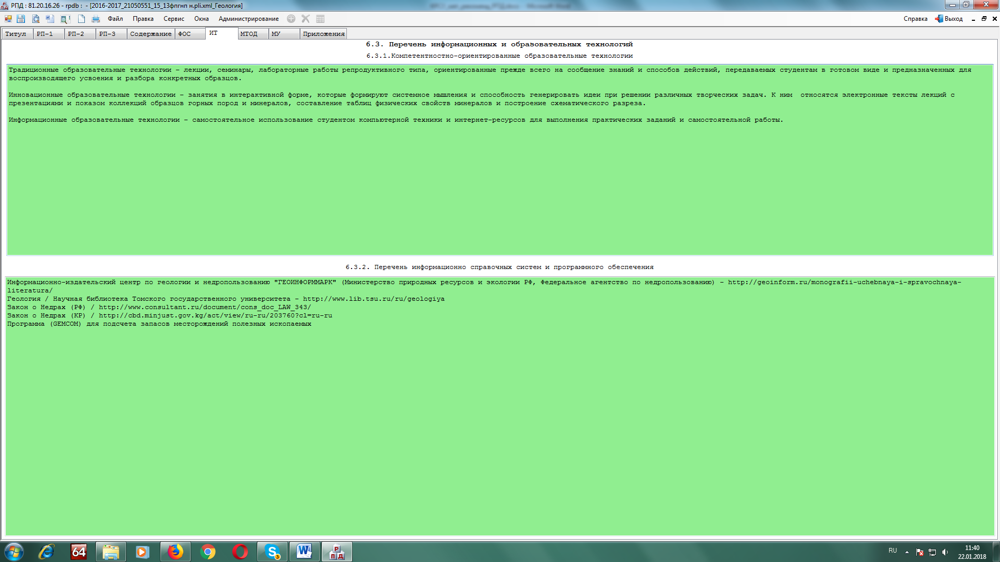 РПД : 81.20.16.26 - rpdb :  - [2016-2017_21050551_15_13фпгнп н.pli.xml_Геология]
Файл Правка Сервис Окна Администрирование Справка Выход
Титул РП-1 РП-2 РП-3 Содержание ФОС ИТ МТОД МУ Приложения
6.3. Перечень информационных и образовательных технологий
6.3.1.Компетентностно-ориентированные образовательные технологии
Традиционные образовательные технологии – лекции, семинары, лабораторные работы репродуктивного типа, ориентированные прежде всего на сообщение знаний и способов действий, передаваемых студентам в готовом виде и предназначенных для
воспроизводящего усвоения и разбора конкретных образцов.
Инновационные образовательные технологии – занятия в интерактивной форме, которые формируют системное мышления и способность генерировать идеи при решении различных творческих задач. К ним  относятся электронные тексты лекций с
презентациями и показом коллекций образцов горных пород и минералов, составление таблиц физических свойств минералов и построение схематического разреза.
Информационные образовательные технологии – самостоятельное использование студентом компьютерной техники и интернет-ресурсов для выполнения практических заданий и самостоятельной работы.
6.3.2. Перечень информационно справочных систем и программного обеспечения
Информационно-издательский центр по геологии и недропользованию "ГЕОИНФОРММАРК" (Министерство природных ресурсов и экологии РФ, Федеральное агентство по недропользованию) – http://geoinform.ru/monografii-uchebnaya-i-spravochnaya-
literatura/
Геология / Научная библиотека Томского государственного университета – http://www.lib.tsu.ru/ru/geologiya
Закон о Недрах (РФ) / http://www.consultant.ru/document/cons_doc_LAW_343/
Закон о Недрах (КР) / http://cbd.minjust.gov.kg/act/view/ru-ru/203760?cl=ru-ru
Программа (GEMCOM) для подсчета запасов месторождений полезных ископаемых
64
3
РПД
RU
11:40
22.01.2018